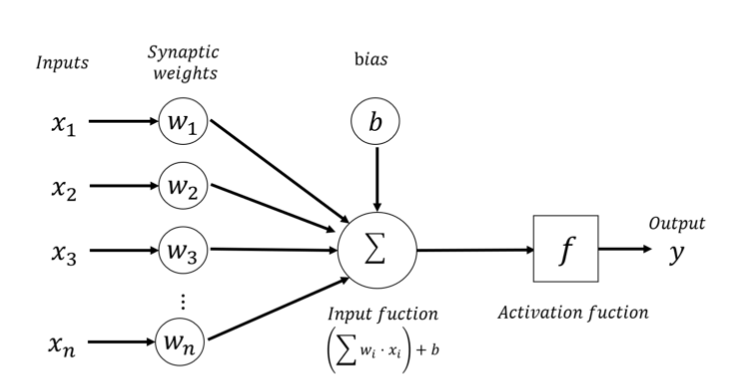 Inputs
Synaptic
weights
bias
x₁
w₁
b
x₂
w₂
x₃
w₃
∑
f
Output
y
⋮
xₙ
wₙ
Input fuction
(∑ wᵢ · xᵢ) + b
Activation fuction